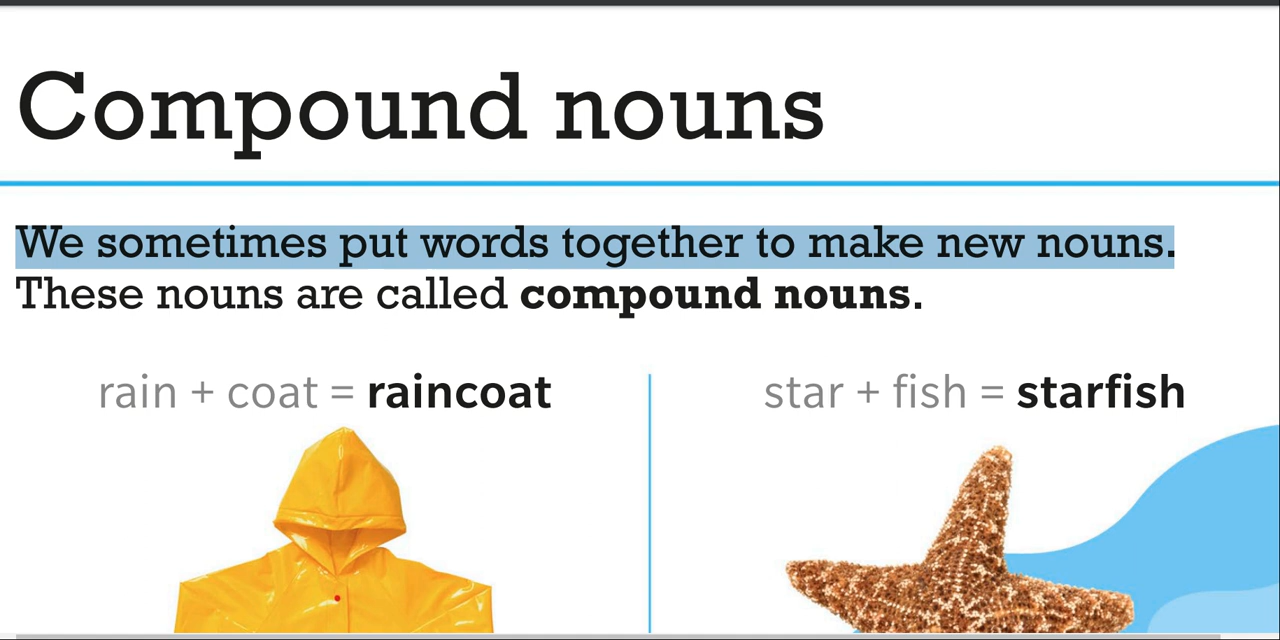 Compound nouns
We sometimes put words together to make new nouns.
These nouns are called compound nouns.
rain + coat = raincoat
star + fish = starfish